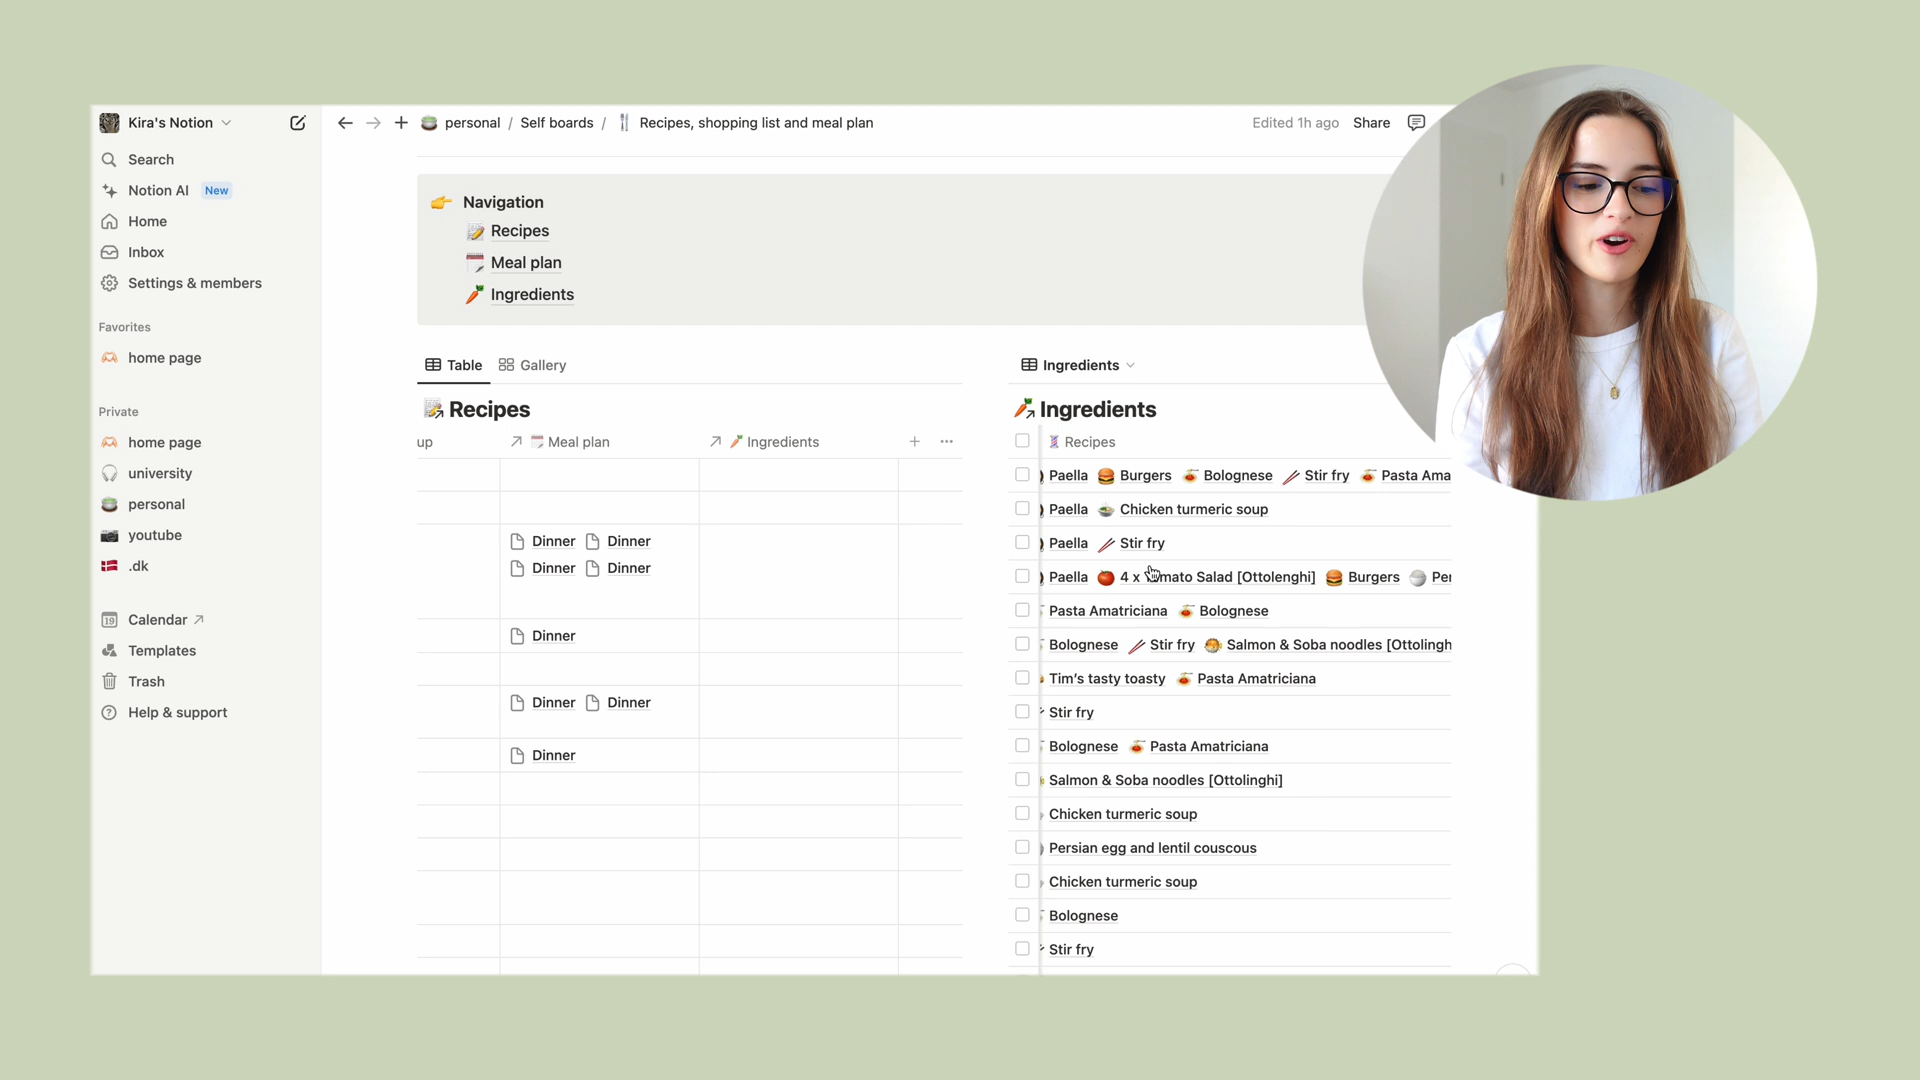 Kira's Notion
Search
Notion AI New
Home
Inbox
Settings & members
Favorites
home page
Private
home page
university
personal
youtube
.dk
19 Calendar
Templates
Trash
Help & support
personal / Self boards / Recipes, shopping list and meal plan
Edited 1h ago Share
Navigation
Recipes
Meal plan
Ingredients
Table Gallery
Recipes
up Meal plan Ingredients
Dinner Dinner
Dinner Dinner
Dinner
Dinner Dinner
Dinner
Ingredients
Ingredients
Recipes
Paella Burgers Bolognese Stir fry Pasta Ama
Paella Chicken turmeric soup
Paella Stir fry
Paella 4 x tomato Salad [Ottolenghi] Burgers Per
Pasta Amatriciana Bolognese
Bolognese Stir fry Salmon & Soba noodles [Ottolingh
Tim's tasty toasty Pasta Amatriciana
Stir fry
Bolognese Pasta Amatriciana
Salmon & Soba noodles [Ottolinghi]
Chicken turmeric soup
Persian egg and lentil couscous
Chicken turmeric soup
Bolognese
Stir fry